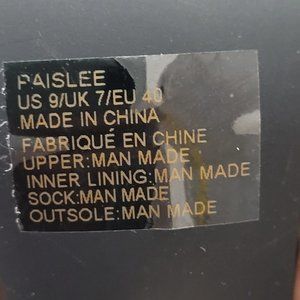 PAISLEE
US 9/UK 7/EU 40
MADE IN CHINA
FABRIQUÉ EN CHINE
UPPER:MAN MADE
INNER LINING:MAN MADE
SOCK:MAN MADE
OUTSOLE:MAN MADE